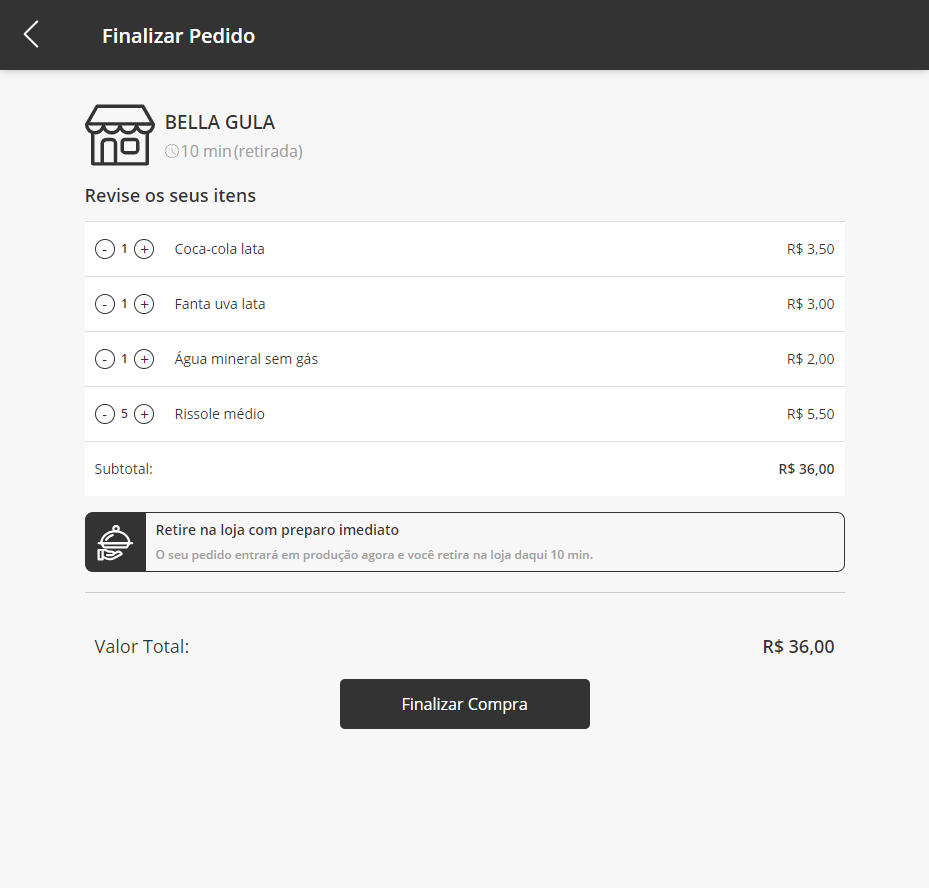 Finalizar Pedido
BELLA GULA
10 min (retirada)
Revise os seus itens
- 1 + Coca-cola lata R$ 3,50
- 1 + Fanta uva lata R$ 3,00
- 1 + Água mineral sem gás R$ 2,00
- 5 + Rissole médio R$ 5,50
Subtotal: R$ 36,00
Retire na loja com preparo imediato
O seu pedido entrará em produção agora e você retira na loja daqui 10 min.
Valor Total: R$ 36,00
Finalizar Compra